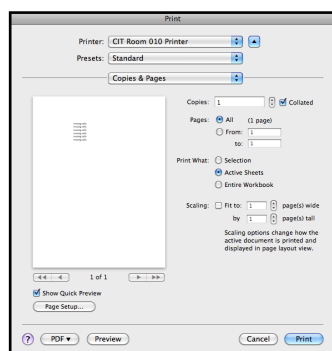 Print
Printer: CIT Room 010 Printer
Presets: Standard
Copies & Pages
Copies: 1 Collated
Pages: All (1 page)
From: 1
to: 1
Print What: Selection
Active Sheets
Entire Workbook
Scaling: Fit to: 1 page(s) wide
by 1 page(s) tall
Scaling options change how the
active document is printed and
displayed in page layout view.
1 of 1
Show Quick Preview
Page Setup...
? PDF Preview Cancel Print